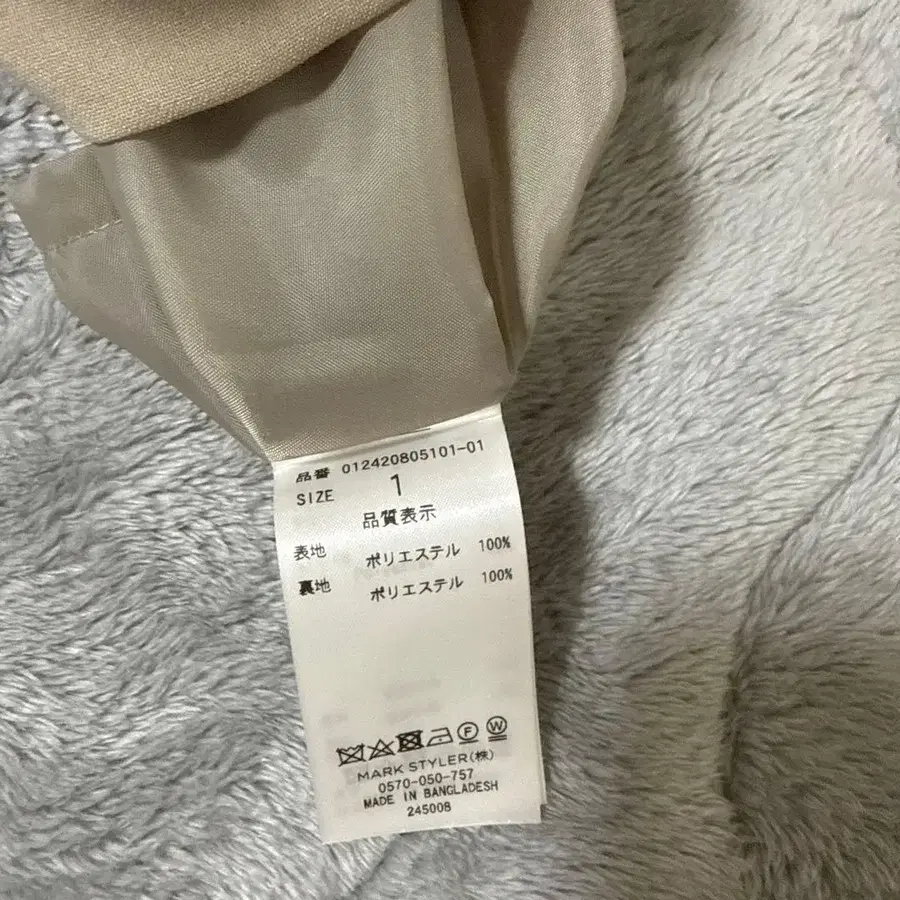 品番 012420805101-01
SIZE 1
品質表示
表地 ポリエステル 100%
裏地 ポリエステル 100%
MARK STYLER(株)
0570-050-757
MADE IN BANGLADESH
245008